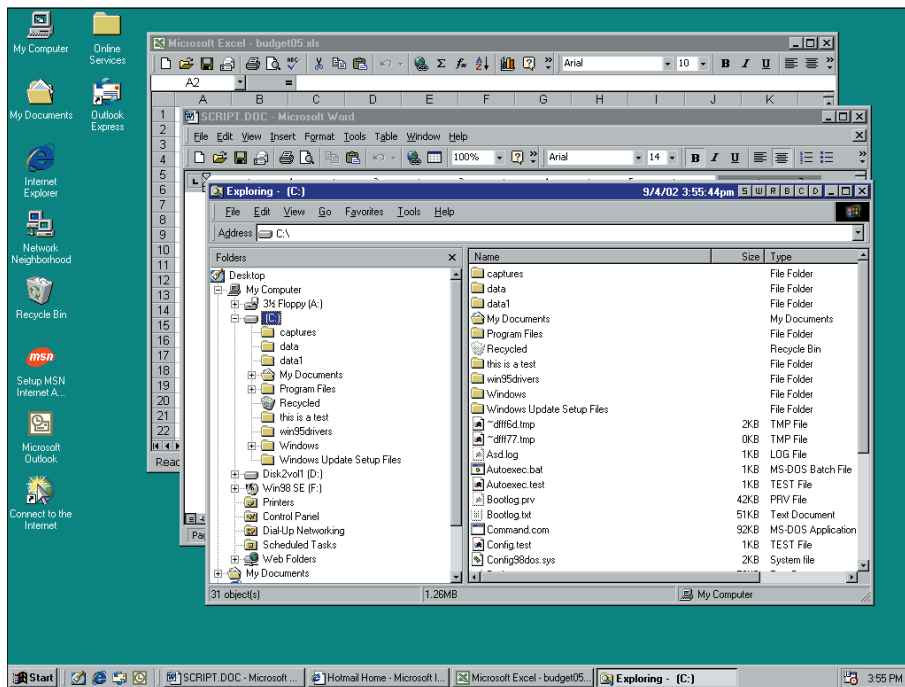 My Computer
Online
Services
My Documents
Outlook
Express
Internet
Explorer
Network
Neighborhood
Recycle Bin
msn
Setup MSN
Internet A...
Microsoft
Outlook
Connect to the
Internet
Microsoft Excel - budget05.xls
Arial 10 B I U
A2 =
A B C D E F G H I J K
1
2
3
4
5
6
7
8
9
10
11
12
13
14
15
16
17
18
19
20
21
22
Reac
SCRIPT.DOC - Microsoft Word
File Edit View Insert Format Tools Table Window Help
100% Arial 14 B I U
Pa
Exploring - (C:) 9/4/02 3:55:44pm S W R B C D
File Edit View Go Favorites Tools Help
Address C:\
Folders
Desktop
My Computer
3½ Floppy (A:)
(C:)
captures
data
data1
My Documents
Program Files
Recycled
this is a test
win95drivers
Windows
Windows Update Setup Files
Disk2vol1 (D:)
Win98 SE (F:)
Printers
Control Panel
Dial-Up Networking
Scheduled Tasks
Web Folders
My Documents
Name Size Type
captures File Folder
data File Folder
data1 File Folder
My Documents My Documents
Program Files File Folder
Recycled Recycle Bin
this is a test File Folder
win95drivers File Folder
Windows File Folder
Windows Update Setup Files File Folder
~dfff6d.tmp 2KB TMP File
~dfff77.tmp 0KB TMP File
Asd.log 1KB LOG File
Autoexec.bat 1KB MS-DOS Batch File
Autoexec.test 1KB TEST File
Bootlog.prv 42KB PRV File
Bootlog.txt 51KB Text Document
Command.com 92KB MS-DOS Application
Config.test 1KB TEST File
Config98dos.sys 2KB System file
31 object(s) 1.26MB My Computer
Start SCRIPT.DOC - Microsoft ... Hotmail Home - Microsoft I... Microsoft Excel - budget05... Exploring - (C:) 3:55 PM